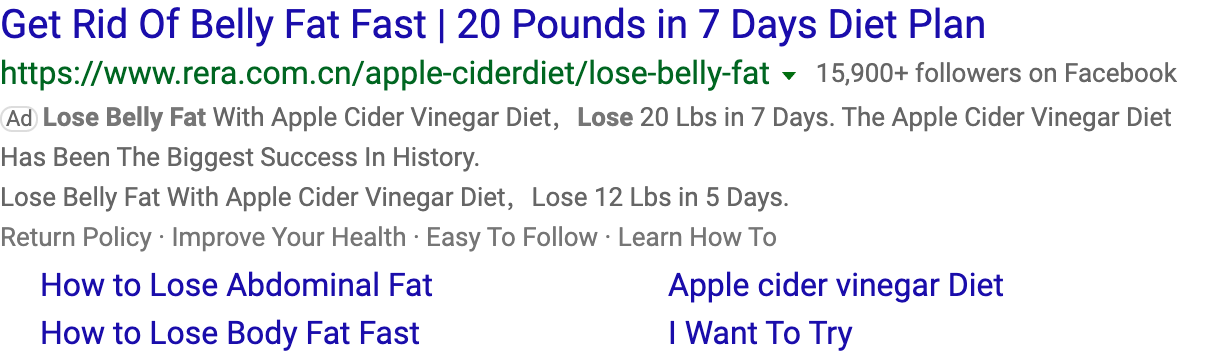 Get Rid Of Belly Fat Fast | 20 Pounds in 7 Days Diet Plan
https://www.rera.com.cn/apple-ciderdiet/lose-belly-fat 15,900+ followers on Facebook
Ad Lose Belly Fat With Apple Cider Vinegar Diet， Lose 20 Lbs in 7 Days. The Apple Cider Vinegar Diet
Has Been The Biggest Success In History.
Lose Belly Fat With Apple Cider Vinegar Diet， Lose 12 Lbs in 5 Days.
Return Policy · Improve Your Health · Easy To Follow · Learn How To
How to Lose Abdominal Fat
Apple cider vinegar Diet
How to Lose Body Fat Fast
I Want To Try